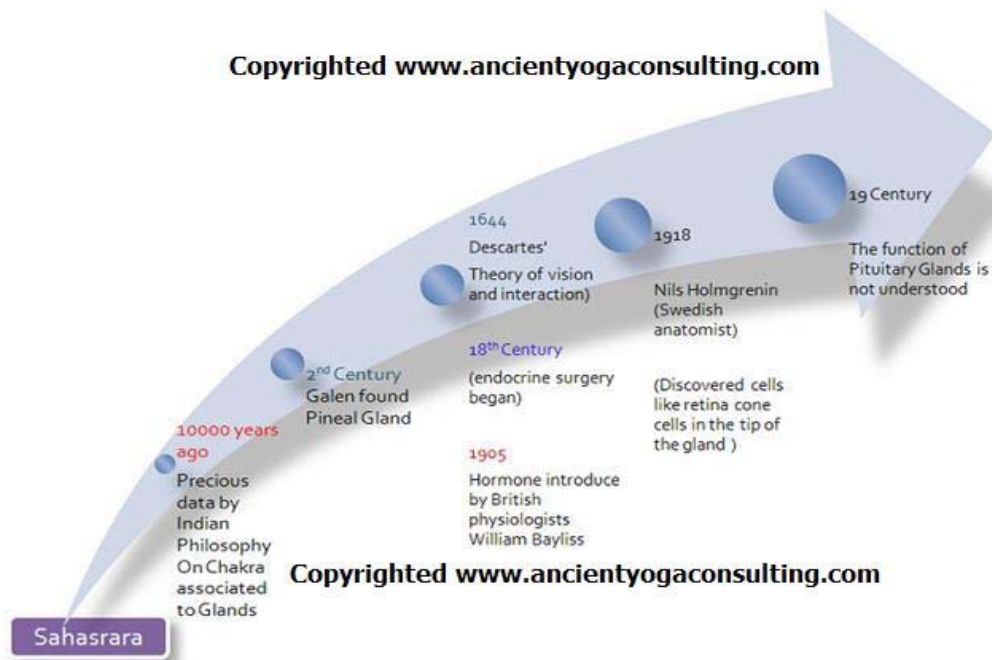 Copyrighted www.ancientyogaconsulting.com
19 Century
The function of
Pituitary Glands is
not understood
1918
Nils Holmgrenin
(Swedish
anatomist)
(Discovered cells
like retina cone
cells in the tip of
the gland )
1644
Descartes'
Theory of vision
and interaction)
18th Century
(endocrine surgery
began)
1905
Hormone introduce
by British
physiologists
William Bayliss
2nd Century
Galen found
Pineal Gland
10000 years
ago
Precious
data by
Indian
Philosophy
On Chakra
associated
to Glands
Copyrighted www.ancientyogaconsulting.com
Sahasrara